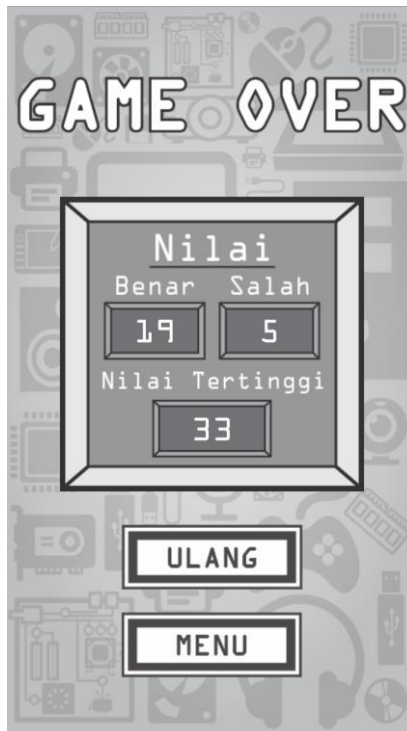 GAME OVER
Nilai
Benar Salah
19 5
Nilai Tertinggi
33
ULANG
MENU